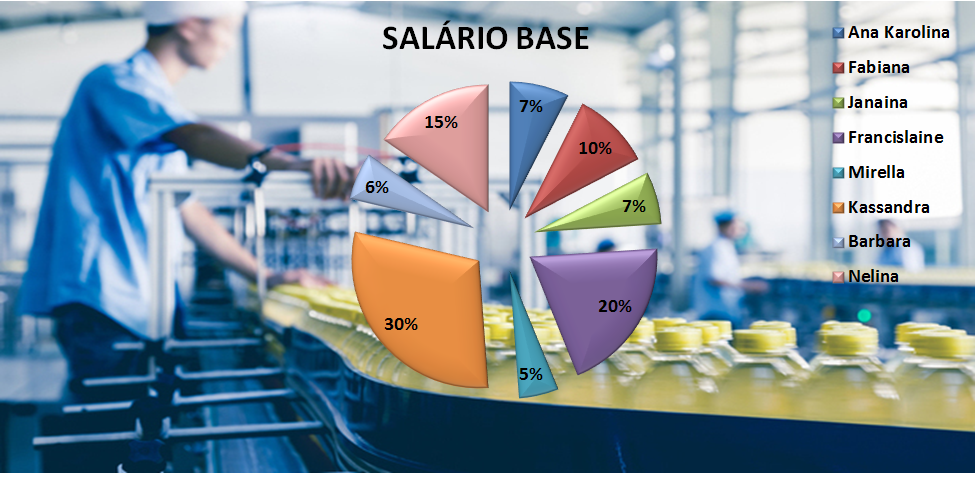 SALÁRIO BASE
7%
10%
7%
20%
5%
30%
6%
15%
Ana Karolina
Fabiana
Janaina
Francislaine
Mirella
Kassandra
Barbara
Nelina